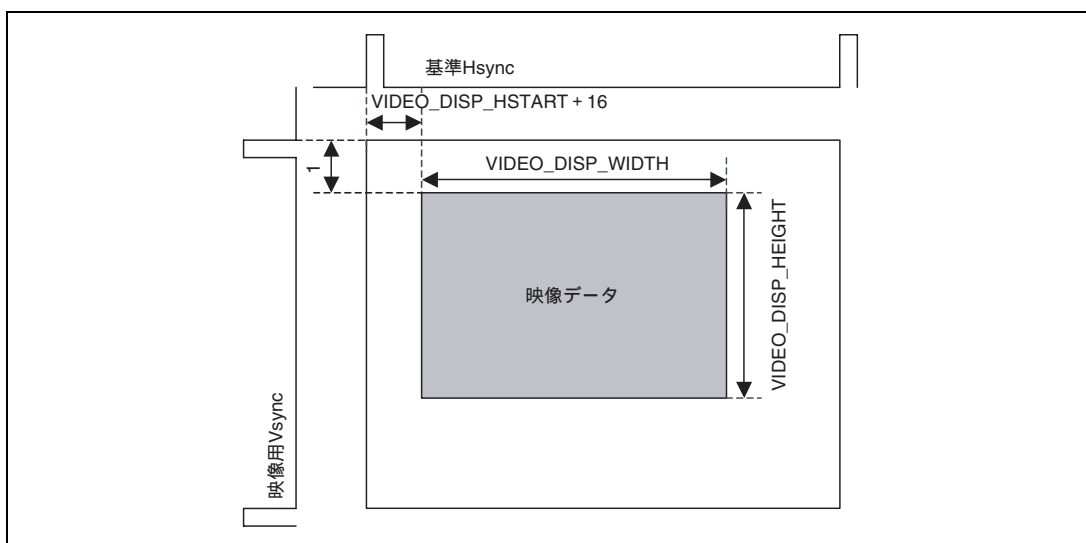 基準Hsync
VIDEO_DISP_HSTART + 16
1
VIDEO_DISP_WIDTH
VIDEO_DISP_HEIGHT
映像データ
映像用Vsync